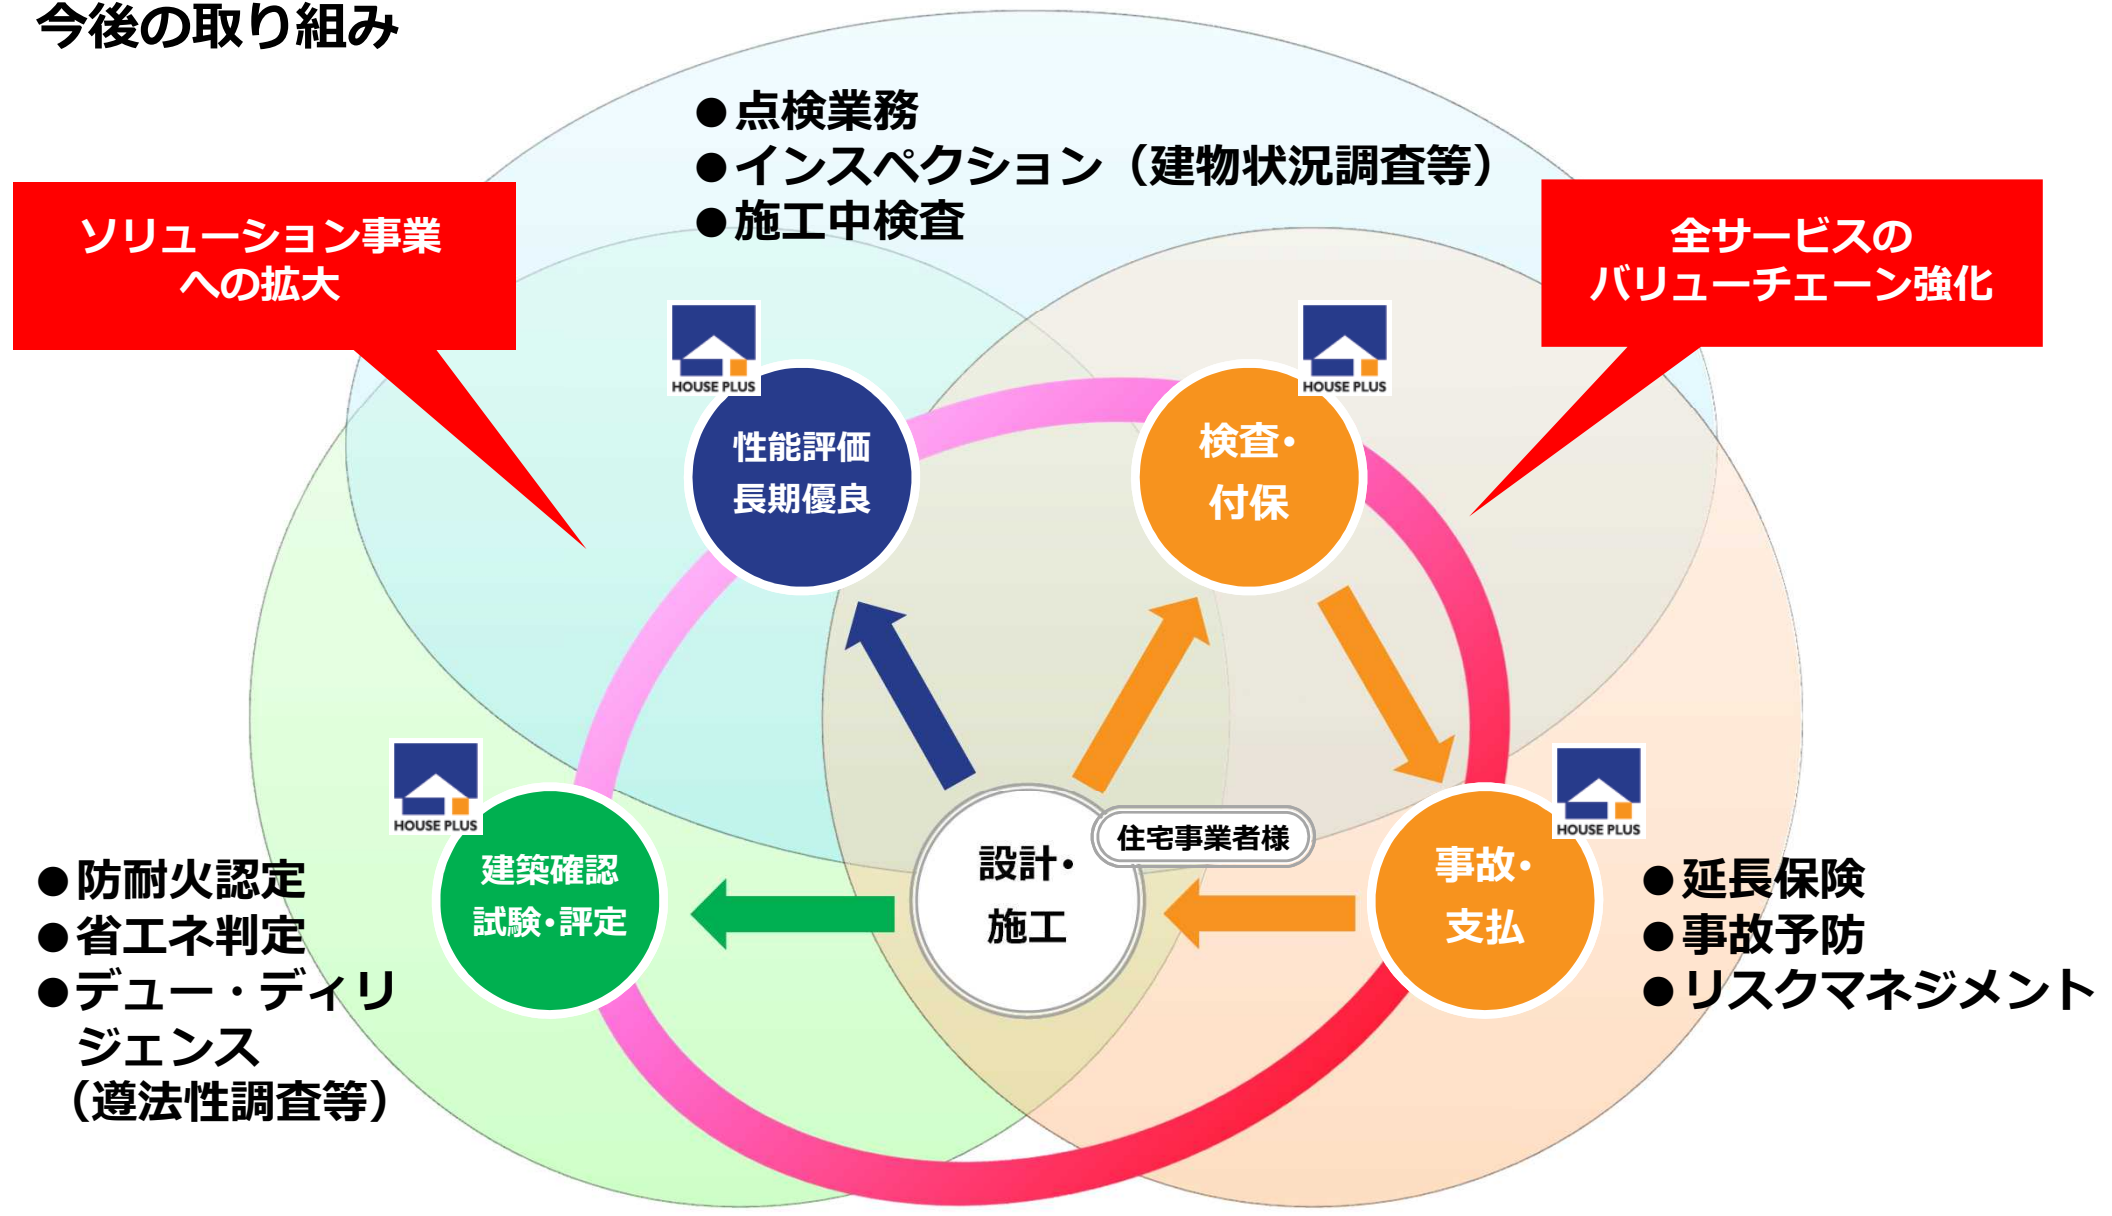 今後の取り組み
●点検業務
●インスペクション（建物状況調査等）
●施工中検査
ソリューション事業
への拡大
全サービスの
バリューチェーン強化
HOUSE PLUS
HOUSE PLUS
性能評価
長期優良
検査・
付保
HOUSE PLUS
HOUSE PLUS
建築確認
試験・評定
設計・
施工
住宅事業者様
事故・
支払
●防耐火認定
●省エネ判定
●デュー・ディリ
ジェンス
（遵法性調査等）
●延長保険
●事故予防
●リスクマネジメント